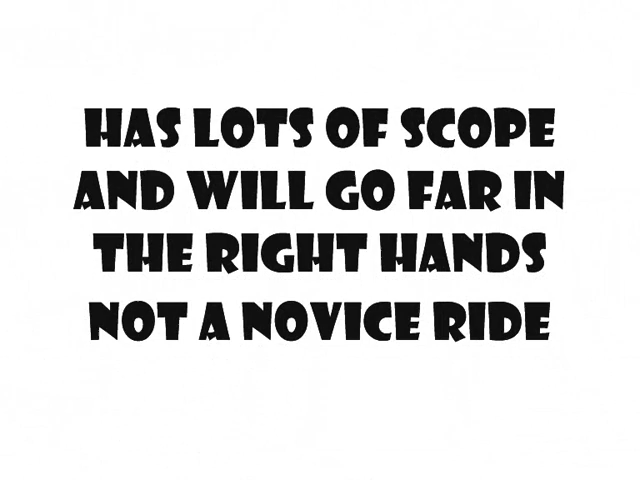 HAS LOTS OF SCOPE
AND WILL GO FAR IN
THE RIGHT HANDS
NOT A NOVICE RIDE